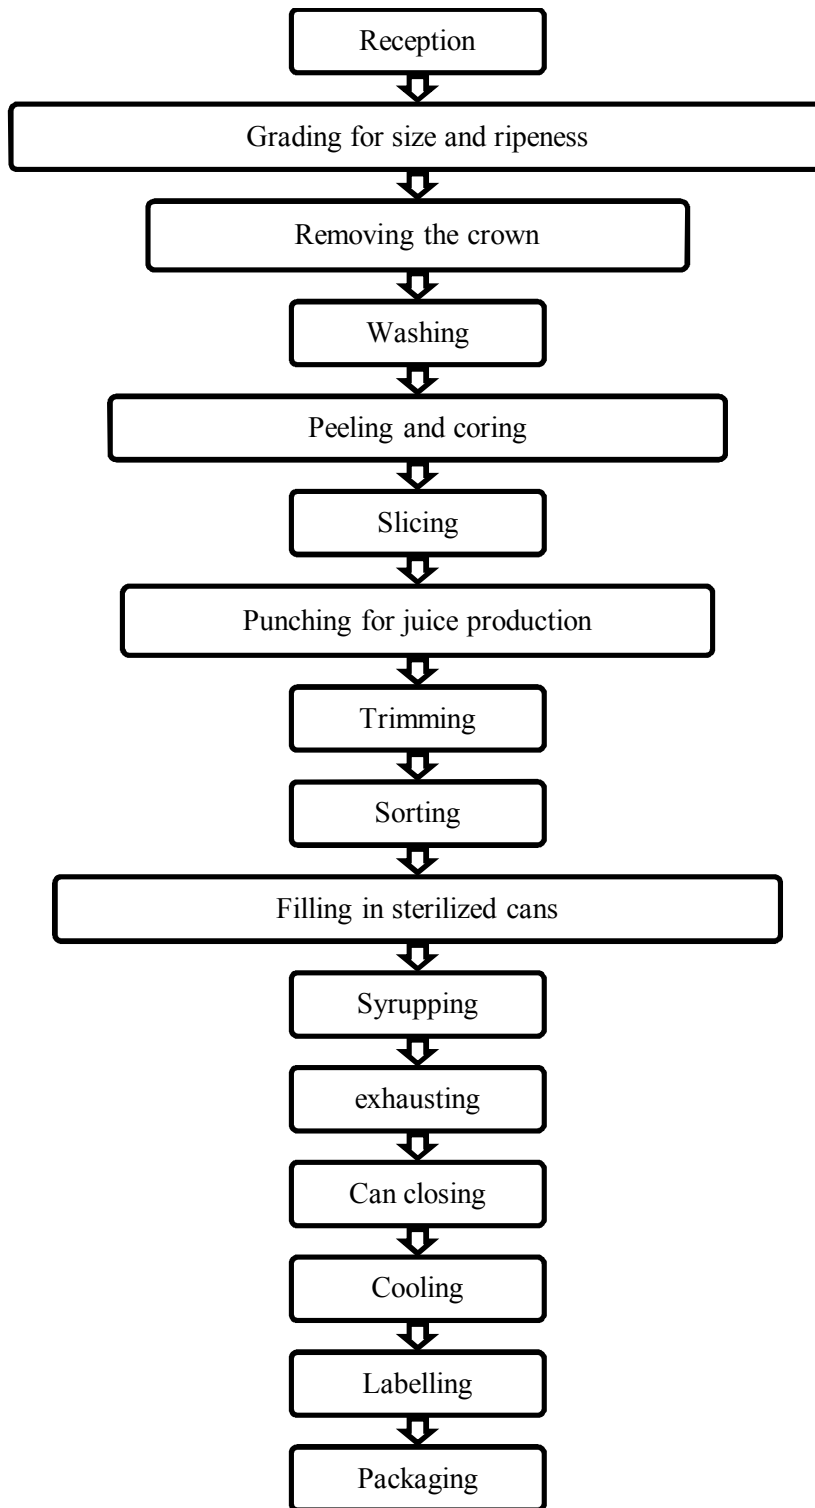 Reception
Grading for size and ripeness
Removing the crown
Washing
Peeling and coring
Slicing
Punching for juice production
Trimming
Sorting
Filling in sterilized cans
Syrupping
exhausting
Can closing
Cooling
Labelling
Packaging